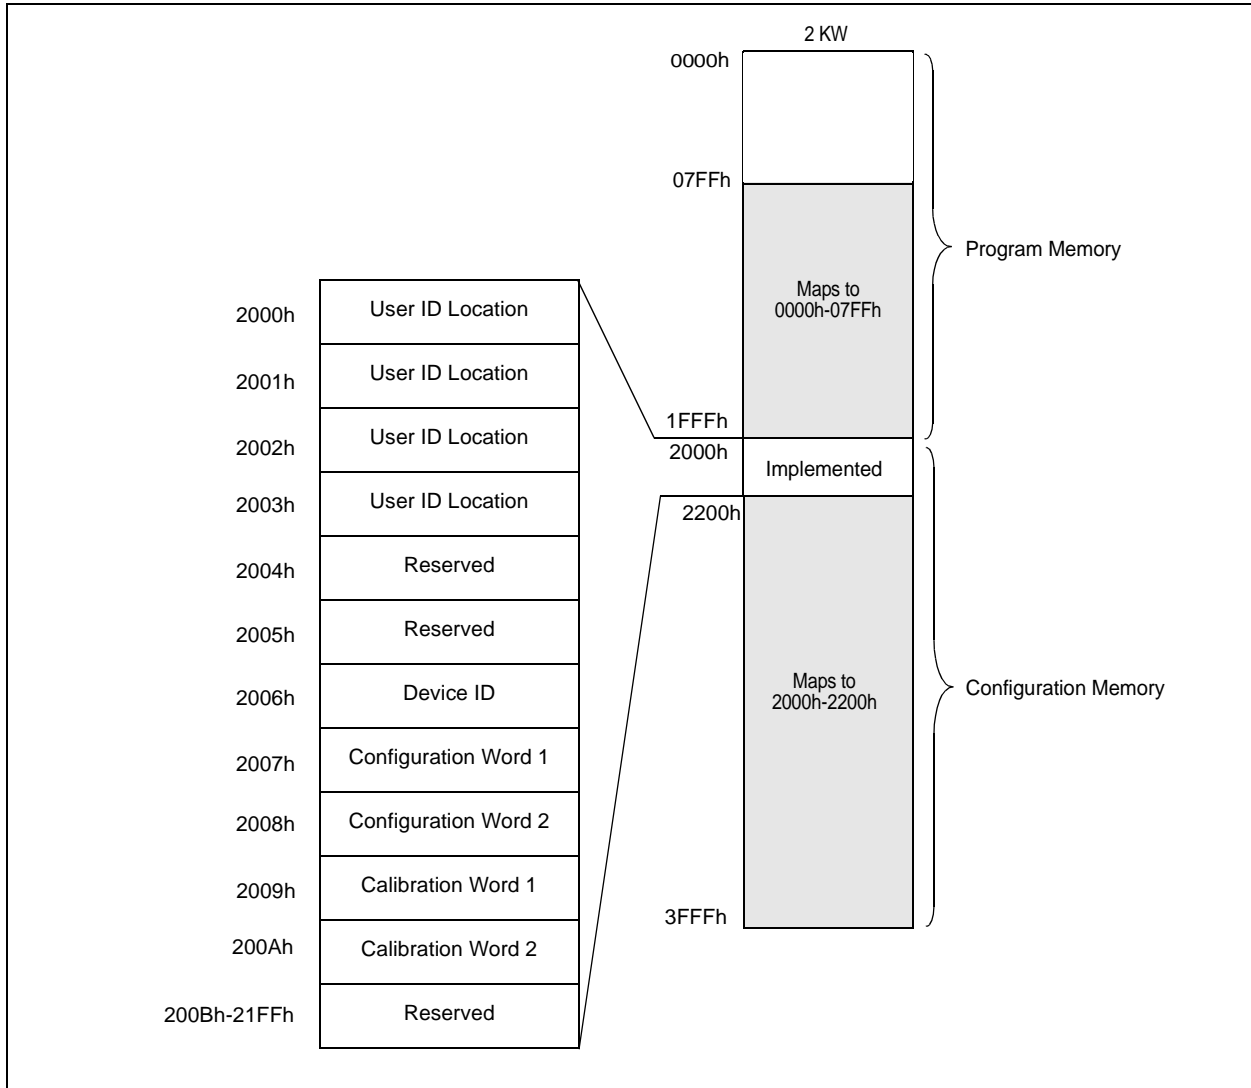 2 KW
0000h
07FFh
Maps to
0000h-07FFh
Program Memory
1FFFh
2000h
Implemented
2200h
Maps to
2000h-2200h
Configuration Memory
3FFFh
2000h User ID Location
2001h User ID Location
2002h User ID Location
2003h User ID Location
2004h Reserved
2005h Reserved
2006h Device ID
2007h Configuration Word 1
2008h Configuration Word 2
2009h Calibration Word 1
200Ah Calibration Word 2
200Bh-21FFh Reserved